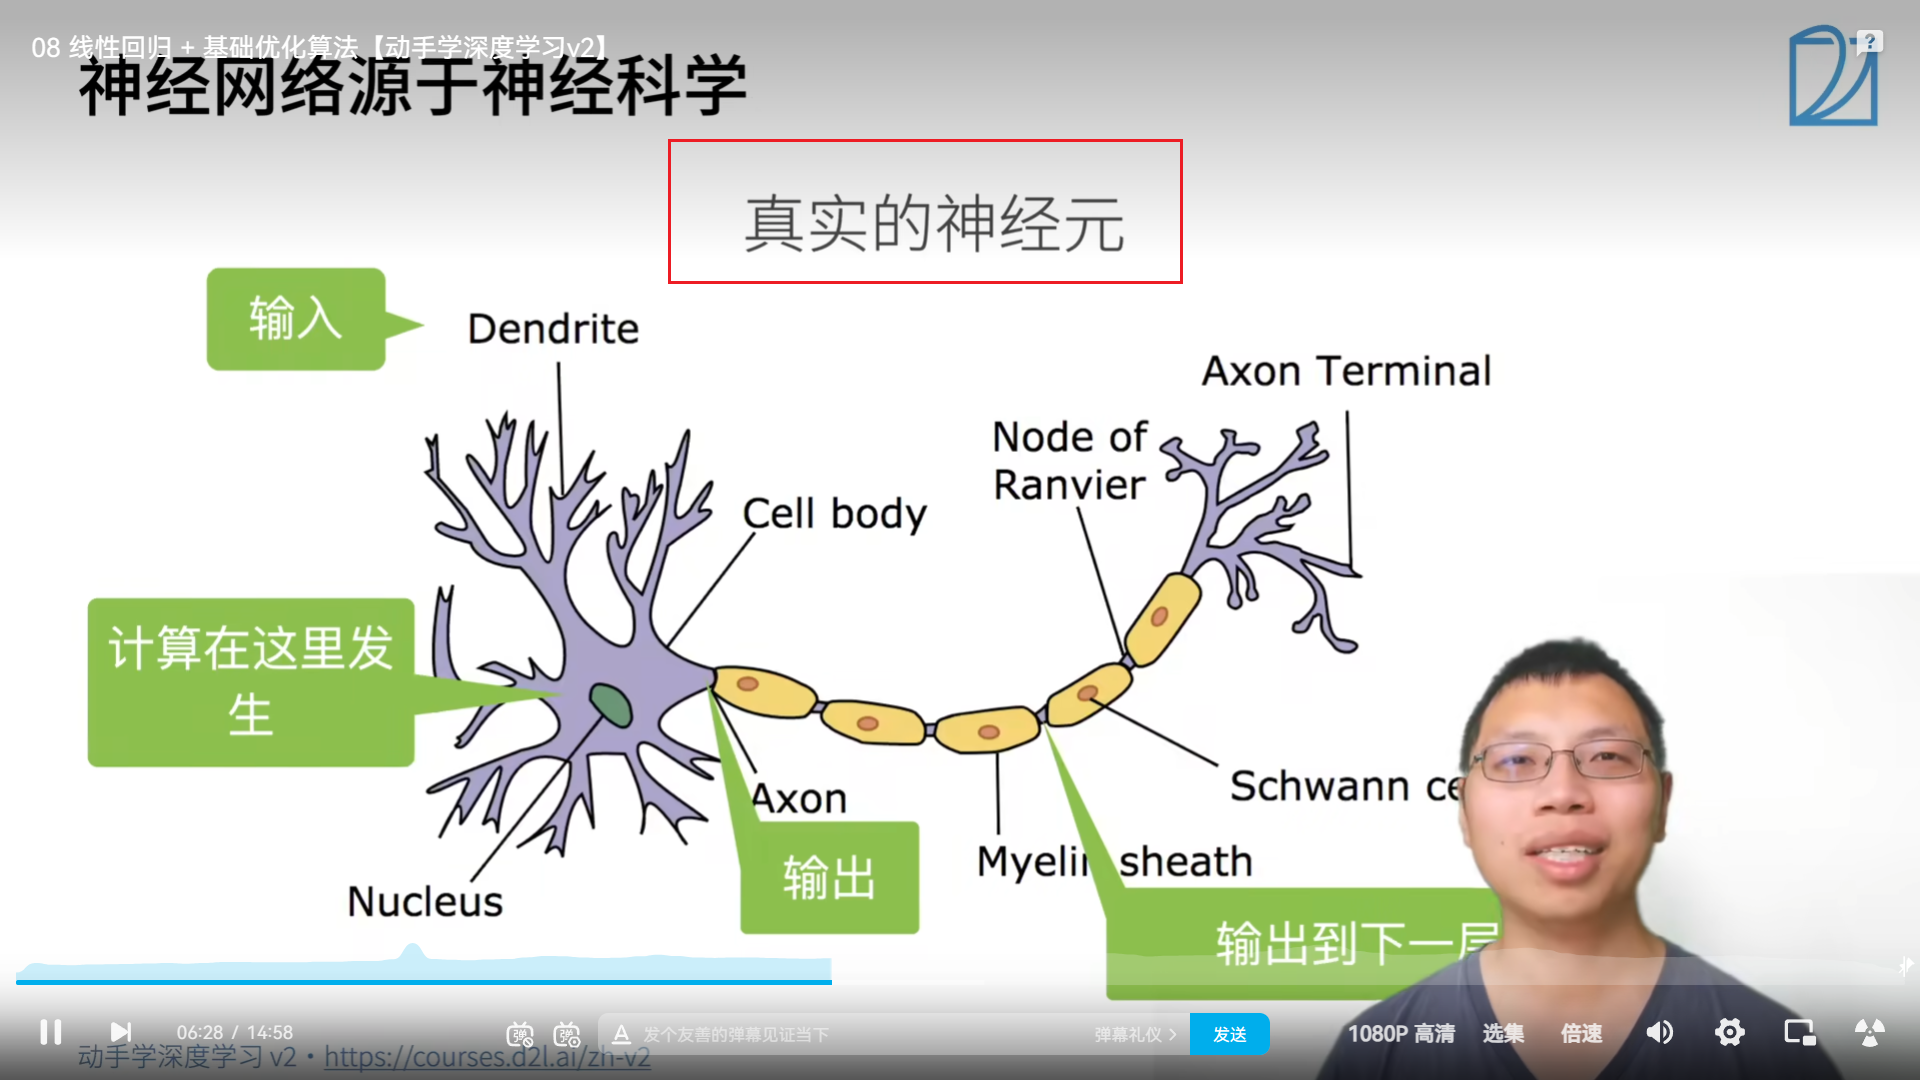 08 线性回归 + 基础优化算法【动手学深度学习v2】
神经网络源于神经科学
?
真实的神经元
输入
Dendrite
Axon Terminal
Node of
Ranvier
Cell body
计算在这里发
生
Axon
Schwann ce
输出
Myelin sheath
Nucleus
输出到下一层
06:28 / 14:58
弹
弹
A 发个友善的弹幕见证当下
弹幕礼仪 >
发送
1080P 高清
选集
倍速
动手学深度学习 v2 · https://courses.d2l.ai/zh-v2